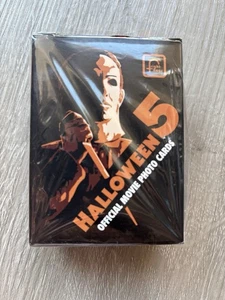 HALLOWEEN 5
OFFICIAL MOVIE PHOTO CARDS